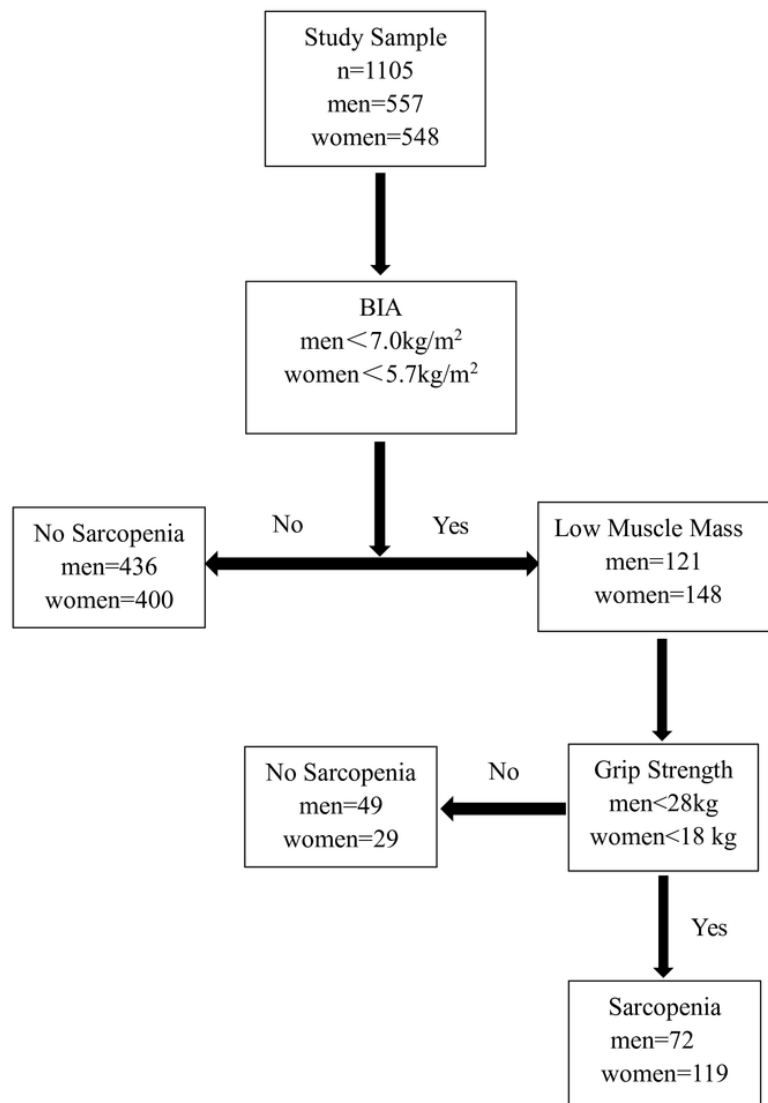 Study Sample
n=1105
men=557
women=548
BIA
men＜7.0kg/m²
women＜5.7kg/m²
No
Yes
No Sarcopenia
men=436
women=400
Low Muscle Mass
men=121
women=148
No Sarcopenia
men=49
women=29
No
Grip Strength
men<28kg
women<18 kg
Yes
Sarcopenia
men=72
women=119